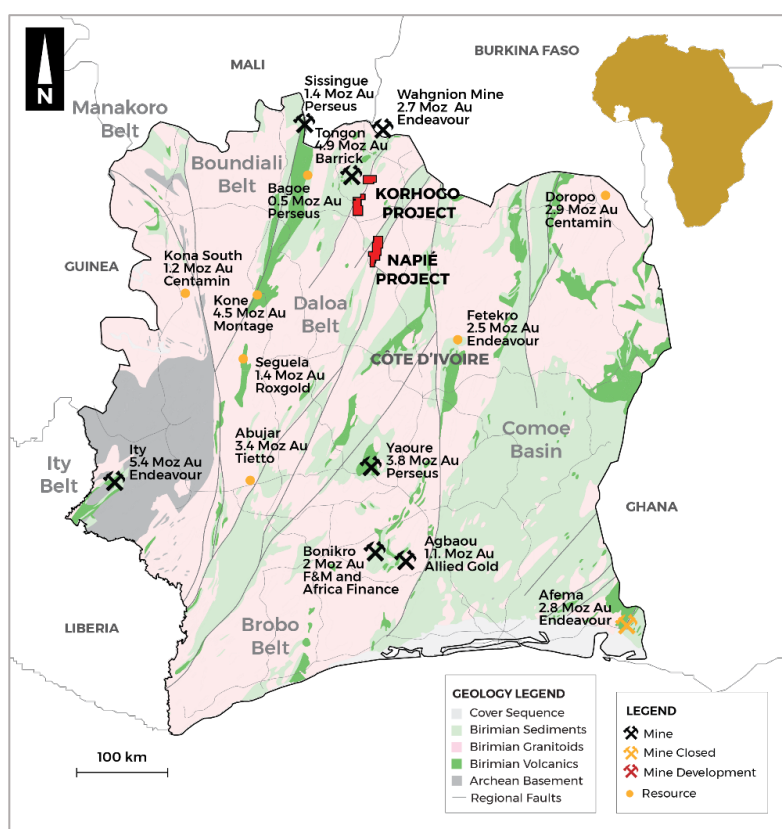 N
MALI
BURKINA FASO
Manakoro
Belt
Sissingue
1.4 Moz Au
Perseus
Wahgnion Mine
2.7 Moz Au
Endeavour
Tongon
4.9 Moz Au
Barrick
Boundiali
Belt
Bagoe
0.5 Moz Au
Perseus
KORHOGO
PROJECT
Doropo
2.9 Moz Au
Centamin
NAPIÉ
PROJECT
GUINEA
Kona South
1.2 Moz Au
Centamin
Kone
4.5 Moz Au
Montage
Daloa
Belt
Fetekro
2.5 Moz Au
Endeavour
CÔTE D'IVOIRE
Seguela
1.4 Moz Au
Roxgold
Comoe
Basin
Abujar
3.4 Moz Au
Tietto
Ity
Belt
Ity
5.4 Moz Au
Endeavour
Yaoure
3.8 Moz Au
Perseus
GHANA
Bonikro
2 Moz Au
F&M and
Africa Finance
Agbaou
1.1. Moz Au
Allied Gold
Afema
2.8 Moz Au
Endeavour
LIBERIA
Brobo
Belt
100 km
GEOLOGY LEGEND
Cover Sequence
Birimian Sediments
Birimian Granitoids
Birimian Volcanics
Archean Basement
Regional Faults
LEGEND
Mine
Mine Closed
Mine Development
Resource